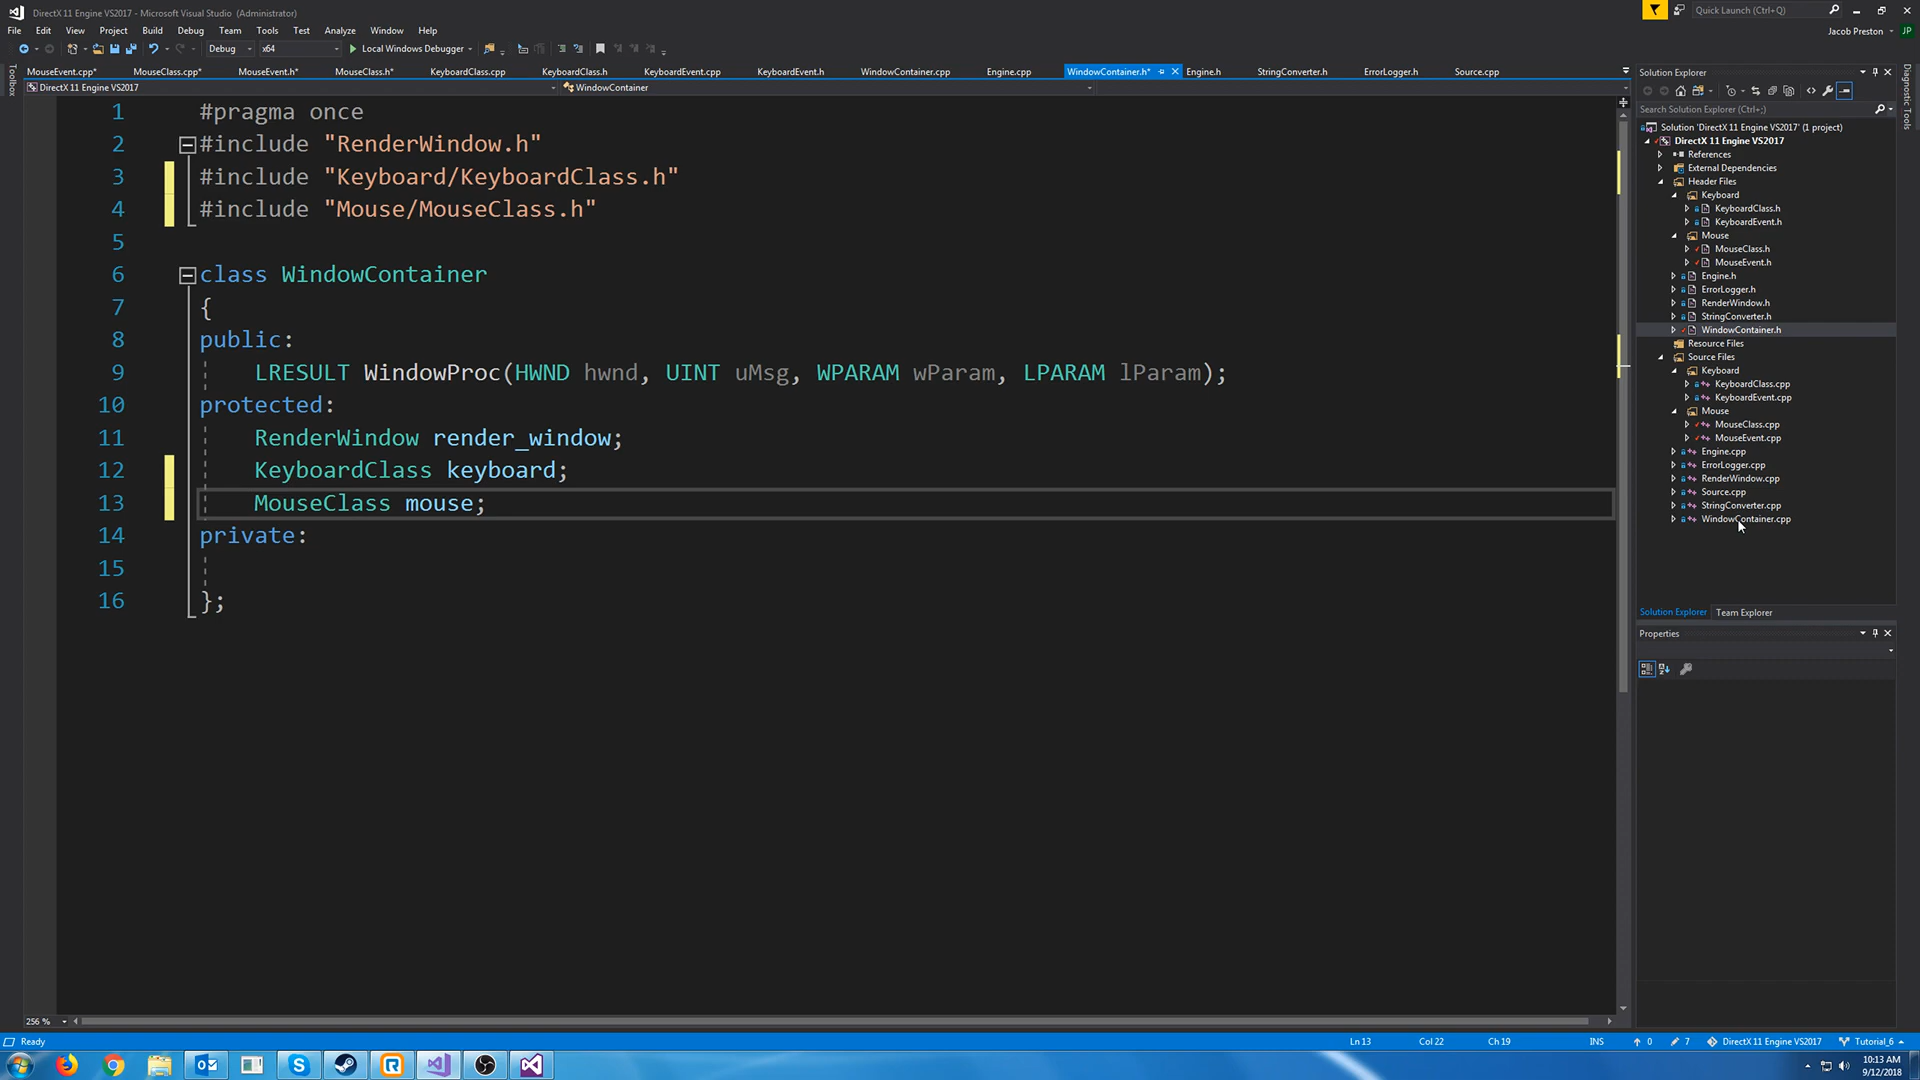 DirectX 11 Engine VS2017 - Microsoft Visual Studio (Administrator)
Quick Launch (Ctrl+Q)
File Edit View Project Build Debug Team Tools Test Analyze Window Help
Jacob Preston JP
Debug x64 Local Windows Debugger
MouseEvent.cpp* MouseClass.cpp* MouseEvent.h* MouseClass.h* KeyboardClass.cpp KeyboardClass.h KeyboardEvent.cpp KeyboardEvent.h WindowContainer.cpp Engine.cpp WindowContainer.h* Engine.h StringConverter.h ErrorLogger.h Source.cpp
DirectX 11 Engine VS2017 WindowContainer
Toolbox
1 #pragma once
2 #include "RenderWindow.h"
3 #include "Keyboard/KeyboardClass.h"
4 #include "Mouse/MouseClass.h"
5
6 class WindowContainer
7 {
8 public:
9 LRESULT WindowProc(HWND hwnd, UINT uMsg, WPARAM wParam, LPARAM lParam);
10 protected:
11 RenderWindow render_window;
12 KeyboardClass keyboard;
13 MouseClass mouse;
14 private:
15
16 };
256 %
Solution Explorer
Search Solution Explorer (Ctrl+;)
Solution 'DirectX 11 Engine VS2017' (1 project)
DirectX 11 Engine VS2017
References
External Dependencies
Header Files
Keyboard
KeyboardClass.h
KeyboardEvent.h
Mouse
MouseClass.h
MouseEvent.h
Engine.h
ErrorLogger.h
RenderWindow.h
StringConverter.h
WindowContainer.h
Resource Files
Source Files
Keyboard
KeyboardClass.cpp
KeyboardEvent.cpp
Mouse
MouseClass.cpp
MouseEvent.cpp
Engine.cpp
ErrorLogger.cpp
RenderWindow.cpp
Source.cpp
StringConverter.cpp
WindowContainer.cpp
Solution Explorer Team Explorer
Properties
Diagnostic Tools
Ready Ln 13 Col 22 Ch 19 INS 0 7 DirectX 11 Engine VS2017 Tutorial_6
10:13 AM
9/12/2018